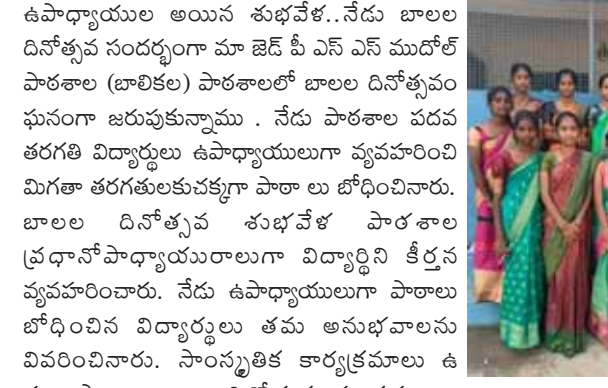 ఉపాధ్యాయుల అయిన శుభవేళ..నేడు బాలల
దినోత్సవ సందర్భంగా మా జెడ్ పీ ఎస్ ఎస్ ముదోల్
పాఠశాల (బాలికల) పాఠశాలలో బాలల దినోత్సవం
ఘనంగా జరుపుకున్నాము . నేడు పాఠశాల పదవ
తరగతి విద్యార్థులు ఉపాధ్యాయులుగా వ్యవహరించి
మిగతా తరగతులకుచక్కగా పాఠా లు బోధించినారు.
బాలల దినోత్సవ శుభవేళ పాఠశాల
ప్రధానోపాధ్యాయురాలుగా విద్యార్థిని కీర్తన
వ్యవహరించారు. నేడు ఉపాధ్యాయులుగా పాఠాలు
బోధించిన విద్యార్థులు తమ అనుభవాలను
వివరించినారు. సాంస్కృతిక కార్యక్రమాలు ఉ